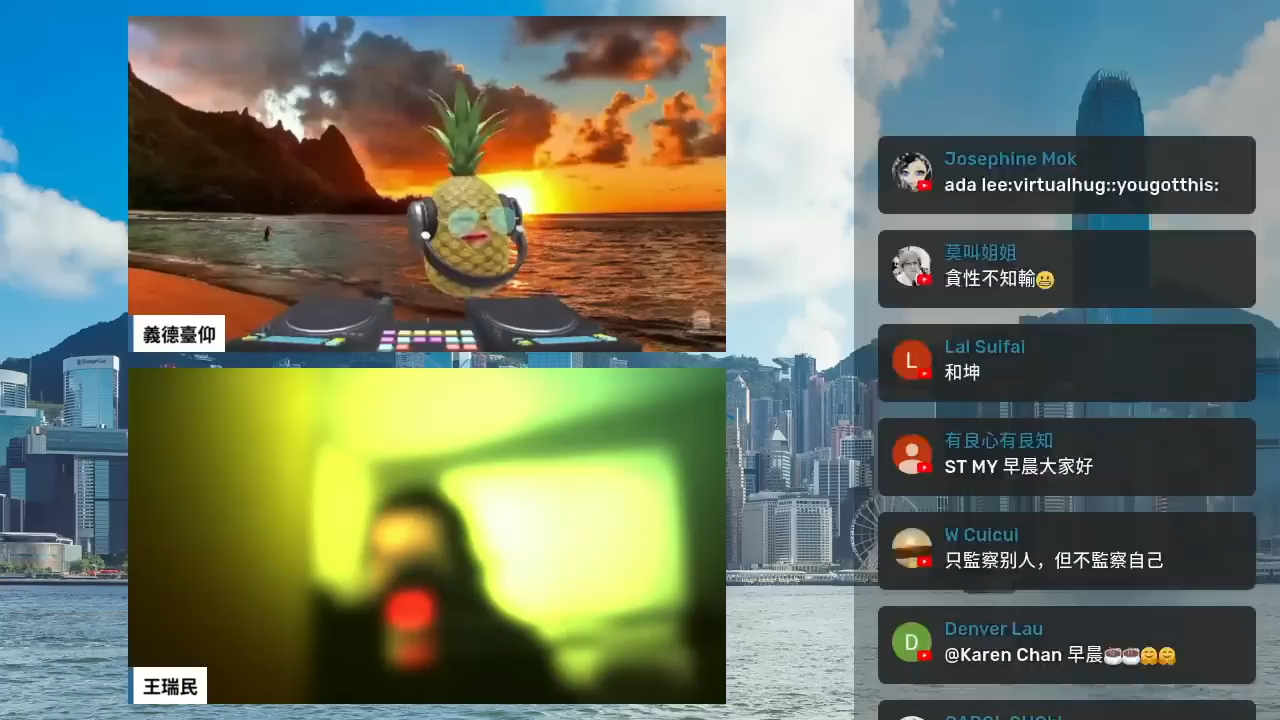 義德臺仰
王瑞民
Josephine Mok
ada lee:virtualhug::yougotthis:
莫叫姐姐
貪性不知輸😬
Lai Suifai
和坤
有良心有良知
ST MY 早晨大家好
W Cuicui
只監察别人，但不監察自己
Denver Lau
@Karen Chan 早晨☕☕🤗🤗
L
D